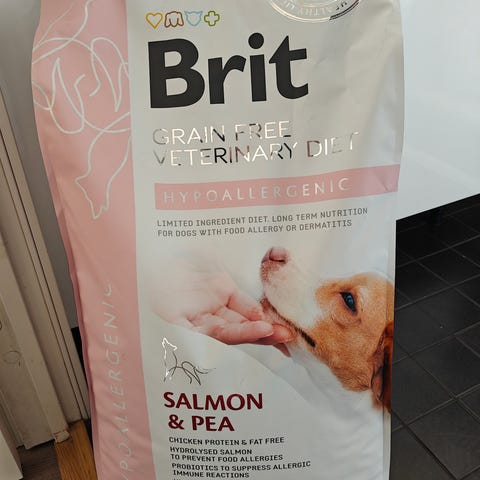 Brit
GRAIN FREE
VETERINARY DIET
HYPOALLERGENIC
LIMITED INGREDIENT DIET. LONG TERM NUTRITION
FOR DOGS WITH FOOD ALLERGY OR DERMATITIS
SALMON
& PEA
CHICKEN PROTEIN & FAT FREE
HYDROLYSED SALMON
TO PREVENT FOOD ALLERGIES
PROBIOTICS TO SUPPRESS ALLERGIC
IMMUNE REACTIONS
HYPOALLERGENIC